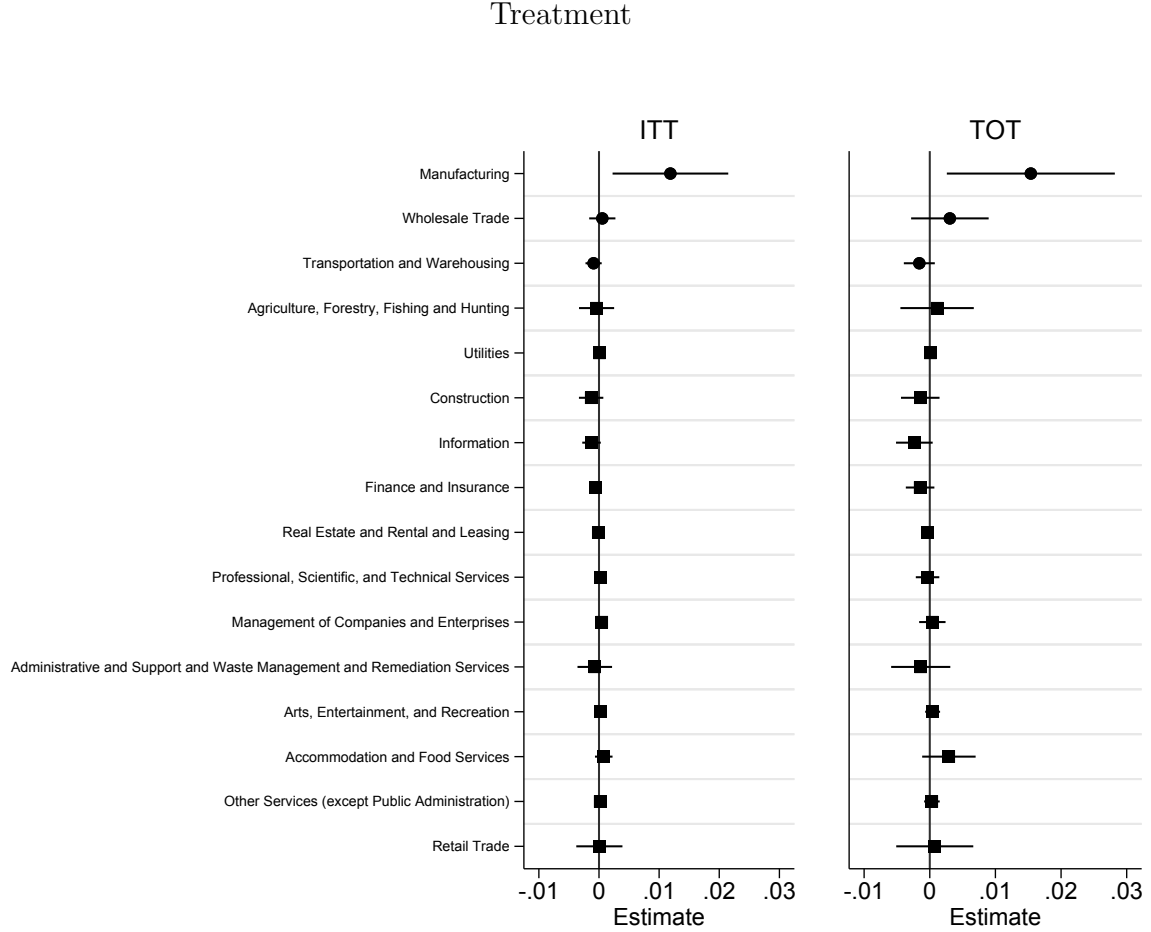 Treatment
ITT
TOT
Manufacturing
Wholesale Trade
Transportation and Warehousing
Agriculture, Forestry, Fishing and Hunting
Utilities
Construction
Information
Finance and Insurance
Real Estate and Rental and Leasing
Professional, Scientific, and Technical Services
Management of Companies and Enterprises
Administrative and Support and Waste Management and Remediation Services
Arts, Entertainment, and Recreation
Accommodation and Food Services
Other Services (except Public Administration)
Retail Trade
-.01 0 .01 .02 .03
Estimate
-.01 0 .01 .02 .03
Estimate